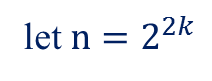 let n = 2^{2k}